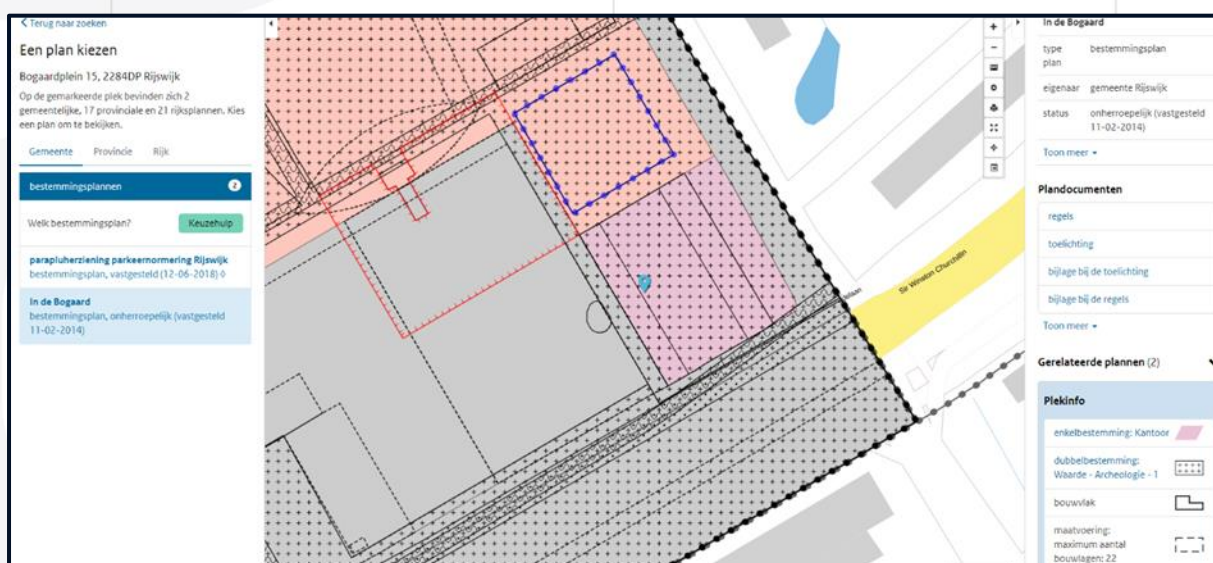 Terug naar zoeken
Een plan kiezen
Bogaardplein 15, 2284DP Rijswijk
Op de gemarkeerde plek bevinden zich 2
gemeentelijke, 17 provinciale en 21 rijksplannen. Kies
een plan om te bekijken.
Gemeente Provincie Rijk
bestemmingsplannen 2
Welk bestemmingsplan? Keuzehulp
parapluherziening parkeernormering Rijswijk
bestemmingsplan, vastgesteld (12-06-2018)
In de Bogaard
bestemmingsplan, onherroepelijk (vastgesteld
11-02-2014)
Sir Winston Churchilln
In de Bogaard
type bestemmingsplan
plan
eigenaar gemeente Rijswijk
status onherroepelijk (vastgesteld
11-02-2014)
Toon meer
Plandocumenten
regels
toelichting
bijlage bij de toelichting
bijlage bij de regels
Toon meer
Gerelateerde plannen (2)
Plekinfo
enkelbestemming: Kantoor
dubbelbestemming:
Waarde - Archeologie - 1
bouwvlak
maatvoering:
maximum aantal
bouwlagen: 22